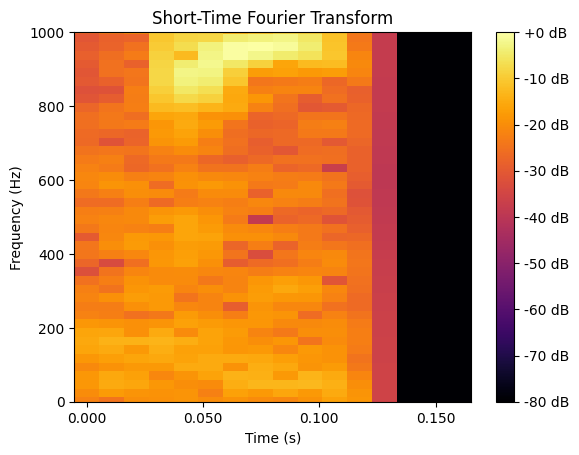 Short-Time Fourier Transform
Frequency (Hz)
1000
800
600
400
200
0
0.000
0.050
0.100
0.150
Time (s)
+0 dB
-10 dB
-20 dB
-30 dB
-40 dB
-50 dB
-60 dB
-70 dB
-80 dB